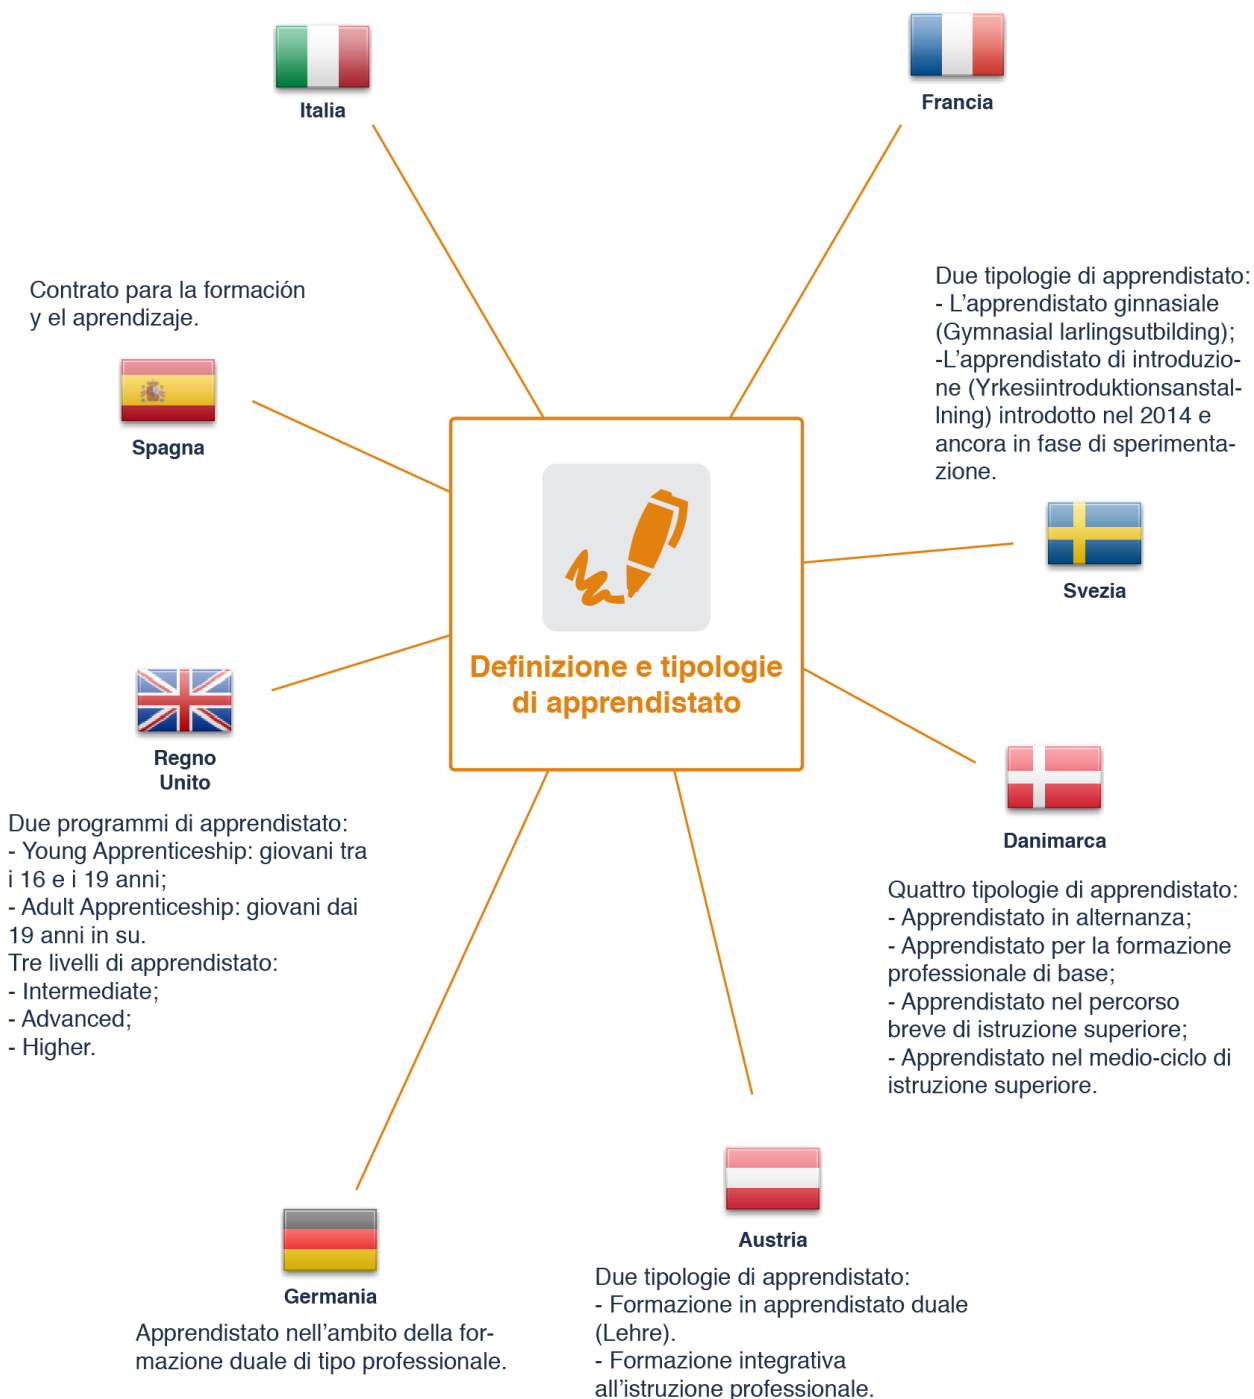 Italia
Francia
Contrato para la formación
y el aprendizaje.
Spagna
Due tipologie di apprendistato:
- L’apprendistato ginnasiale
(Gymnasial larlingsutbilding);
-L’apprendistato di introduzio-
ne (Yrkesiintroduktionsanstal-
lning) introdotto nel 2014 e
ancora in fase di sperimenta-
zione.
Svezia
Definizione e tipologie
di apprendistato
Regno
Unito
Due programmi di apprendistato:
- Young Apprenticeship: giovani tra
i 16 e i 19 anni;
- Adult Apprenticeship: giovani dai
19 anni in su.
Tre livelli di apprendistato:
- Intermediate;
- Advanced;
- Higher.
Danimarca
Quattro tipologie di apprendistato:
- Apprendistato in alternanza;
- Apprendistato per la formazione
professionale di base;
- Apprendistato nel percorso
breve di istruzione superiore;
- Apprendistato nel medio-ciclo di
istruzione superiore.
Germania
Apprendistato nell’ambito della for-
mazione duale di tipo professionale.
Austria
Due tipologie di apprendistato:
- Formazione in apprendistato duale
(Lehre).
- Formazione integrativa
all’istruzione professionale.